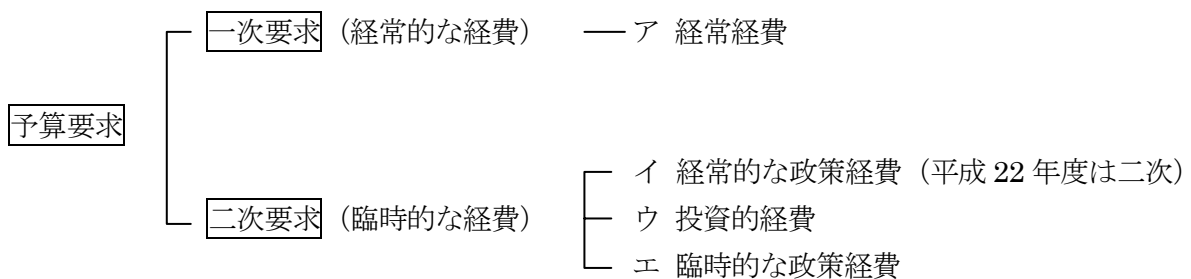 一次要求（経常的な経費） ア 経常経費
予算要求
イ 経常的な政策経費（平成 22 年度は二次）
二次要求（臨時的な経費） ウ 投資的経費
エ 臨時的な政策経費